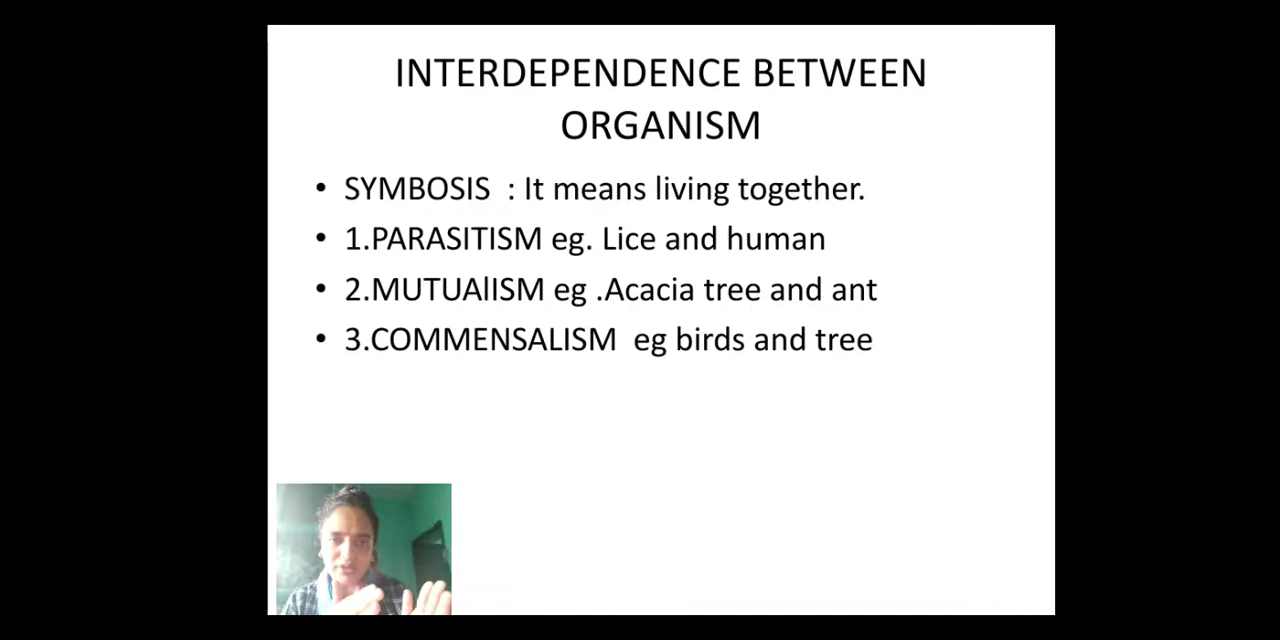 INTERDEPENDENCE BETWEEN
ORGANISM
• SYMBOSIS : It means living together.
• 1.PARASITISM eg. Lice and human
• 2.MUTUAlISM eg .Acacia tree and ant
• 3.COMMENSALISM eg birds and tree